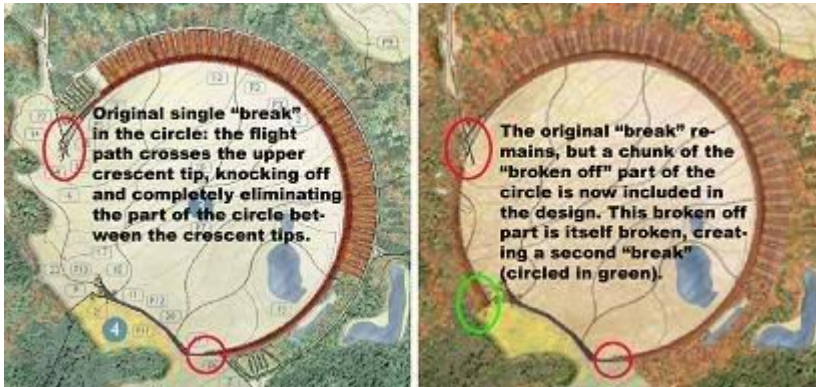 Original single "break"
in the circle: the flight
path crosses the upper
crescent tip, knocking off
and completely eliminating
the part of the circle bet-
ween the crescent tips.
4
The original "break" re-
mains, but a chunk of the
"broken off" part of the
circle is now included in
the design. This broken off
part is itself broken, creat-
ing a second "break"
(circled in green).